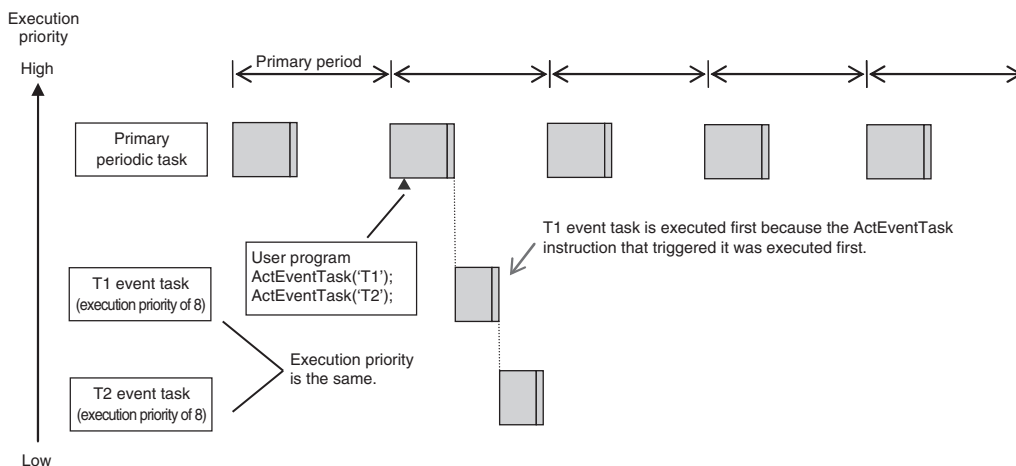 Execution
priority
High
Primary period
Primary
periodic task
User program
ActEventTask(‘T1’);
ActEventTask(‘T2’);
T1 event task is executed first because the ActEventTask
instruction that triggered it was executed first.
T1 event task
(execution priority of 8)
Execution priority
is the same.
T2 event task
(execution priority of 8)
Low